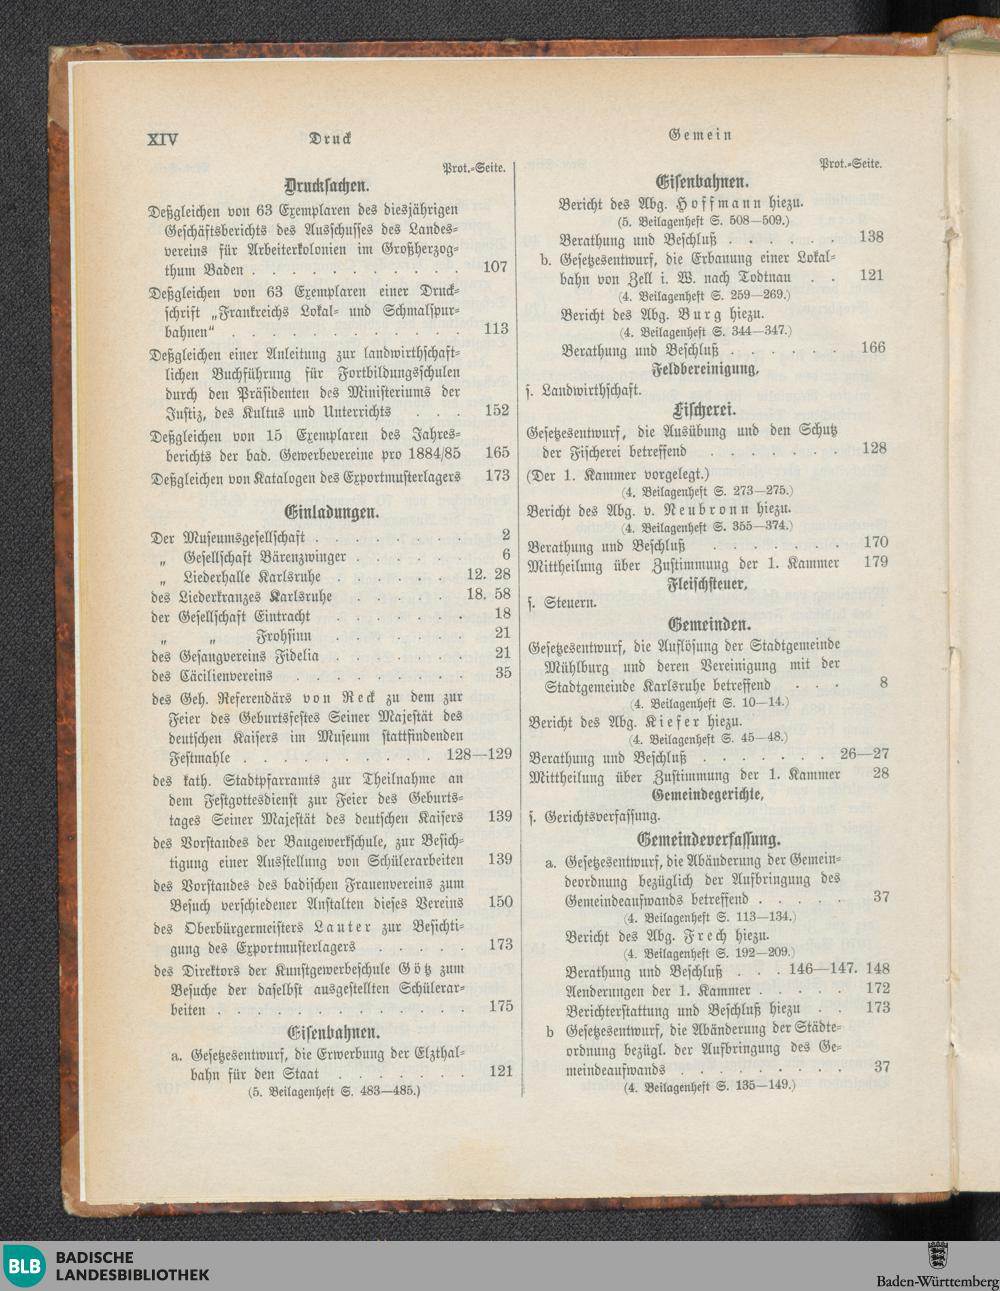 XIV Druck
Prot.-Seite.
Drucksachen.
Deßgleichen von 63 Exemplaren des diesjährigen
Geschäftsberichts des Ausschusses des Landes-
vereins für Arbeiterkolonien im Großherzog-
thum Baden . . . . . . . . . . 107
Deßgleichen von 63 Exemplaren einer Druck-
schrift „Frankreichs Lokal- und Schmalspur-
bahnen“ . . . . . . . . . . . 113
Deßgleichen einer Anleitung zur landwirthschaft-
lichen Buchführung für Fortbildungsschulen
durch den Präsidenten des Ministeriums der
Justiz, des Kultus und Unterrichts . . . 152
Deßgleichen von 15 Exemplaren des Jahres-
berichts der bad. Gewerbevereine pro 1884/85 165
Deßgleichen von Katalogen des Exportmusterlagers 173
Einladungen.
Der Museumsgesellschaft . . . . . . . 2
„ Gesellschaft Bärenzwinger . . . . . . 6
„ Liederhalle Karlsruhe . . . . . . 12. 28
des Liederkranzes Karlsruhe . . . . . 18. 58
der Gesellschaft Eintracht . . . . . . . 18
„ „ Frohsinn . . . . . . 21
des Gesangvereins Fidelia . . . . . . . 21
des Cäcilienvereins . . . . . . . . 35
des Geh. Referendärs von Reck zu dem zur
Feier des Geburtsfestes Seiner Majestät des
deutschen Kaisers im Museum stattfindenden
Festmahle . . . . . . . . . . 128—129
des kath. Stadtpfarramts zur Theilnahme an
dem Festgottesdienst zur Feier des Geburts-
tages Seiner Majestät des deutschen Kaisers 139
des Vorstandes der Baugewerkschule, zur Besich-
tigung einer Ausstellung von Schülerarbeiten 139
des Vorstandes des badischen Frauenvereins zum
Besuch verschiedener Anstalten dieses Vereins 150
des Oberbürgermeisters Lauter zur Besichti-
gung des Exportmusterlagers . . . . . 173
des Direktors der Kunstgewerbeschule Götz zum
Besuche der daselbst ausgestellten Schülerar-
beiten . . . . . . . . . . . . 175
Eisenbahnen.
a. Gesetzesentwurf, die Erwerbung der Elzthal-
bahn für den Staat . . . . . . . 121
(5. Beilagenheft S. 483—485.)
Gemein
Prot.-Seite.
Eisenbahnen.
Bericht des Abg. Hoffmann hiezu.
(5. Beilagenheft S. 508—509.)
Berathung und Beschluß . . . . . . 138
b. Gesetzesentwurf, die Erbauung einer Lokal-
bahn von Zell i. W. nach Todtnau . . 121
(4. Beilagenheft S. 259—269.)
Bericht des Abg. Burg hiezu.
(4. Beilagenheft S. 344—347.)
Berathung und Beschluß . . . . . . 166
Feldbereinigung,
s. Landwirthschaft.
Fischerei.
Gesetzesentwurf, die Ausübung und den Schutz
der Fischerei betreffend . . . . . . . 128
(Der 1. Kammer vorgelegt.)
(4. Beilagenheft S. 273—275.)
Bericht des Abg. v. Neubronn hiezu.
(4. Beilagenheft S. 355—374.)
Berathung und Beschluß . . . . . . . 170
Mittheilung über Zustimmung der 1. Kammer 179
Fleischsteuer,
s. Steuern.
Gemeinden.
Gesetzesentwurf, die Auflösung der Stadtgemeinde
Mühlburg und deren Vereinigung mit der
Stadtgemeinde Karlsruhe betreffend . . . 8
(4. Beilagenheft S. 10—14.)
Bericht des Abg. Kiefer hiezu.
(4. Beilagenheft S. 45—48.)
Berathung und Beschluß . . . . . . . 26—27
Mittheilung über Zustimmung der 1. Kammer 28
Gemeindegerichte,
s. Gerichtsverfassung.
Gemeindeverfassung.
a. Gesetzesentwurf, die Abänderung der Gemein-
deordnung bezüglich der Aufbringung des
Gemeindeaufwands betreffend . . . . . 37
(4. Beilagenheft S. 113—134.)
Bericht des Abg. Frech hiezu.
(4. Beilagenheft S. 192—209.)
Berathung und Beschluß . . . 146—147. 148
Aenderungen der 1. Kammer . . . . . 172
Berichterstattung und Beschluß hiezu . . 173
b Gesetzesentwurf, die Abänderung der Städte-
ordnung bezügl. der Aufbringung des Ge-
meindeaufwands . . . . . . . . . 37
(4. Beilagenheft S. 135—149.)
BLB BADISCHE
LANDESBIBLIOTHEK
Baden-Württemberg